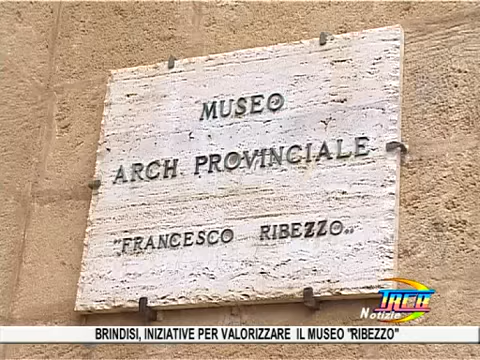 MUSEO
ARCH PROVINCIALE
"FRANCESCO RIBEZZO"
TRCB
Notizie
BRINDISI, INIZIATIVE PER VALORIZZARE IL MUSEO "RIBEZZO"